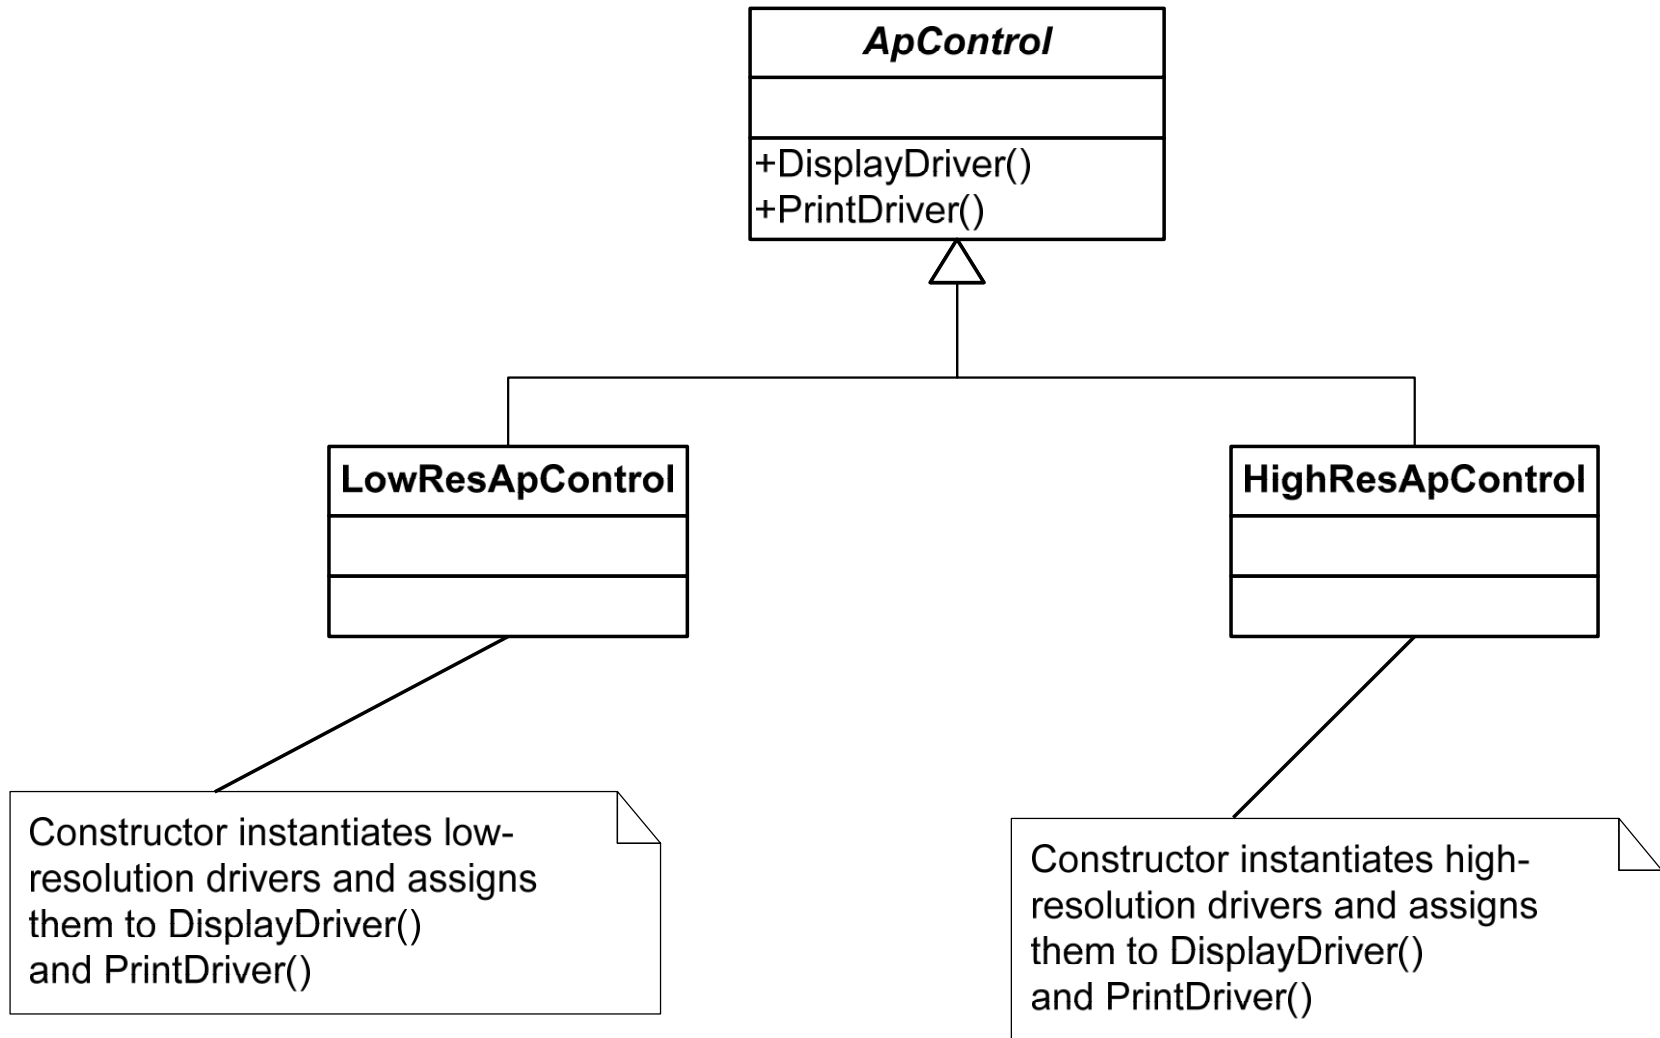 ApControl
+DisplayDriver()
+PrintDriver()
LowResApControl
HighResApControl
Constructor instantiates low-
resolution drivers and assigns
them to DisplayDriver()
and PrintDriver()
Constructor instantiates high-
resolution drivers and assigns
them to DisplayDriver()
and PrintDriver()